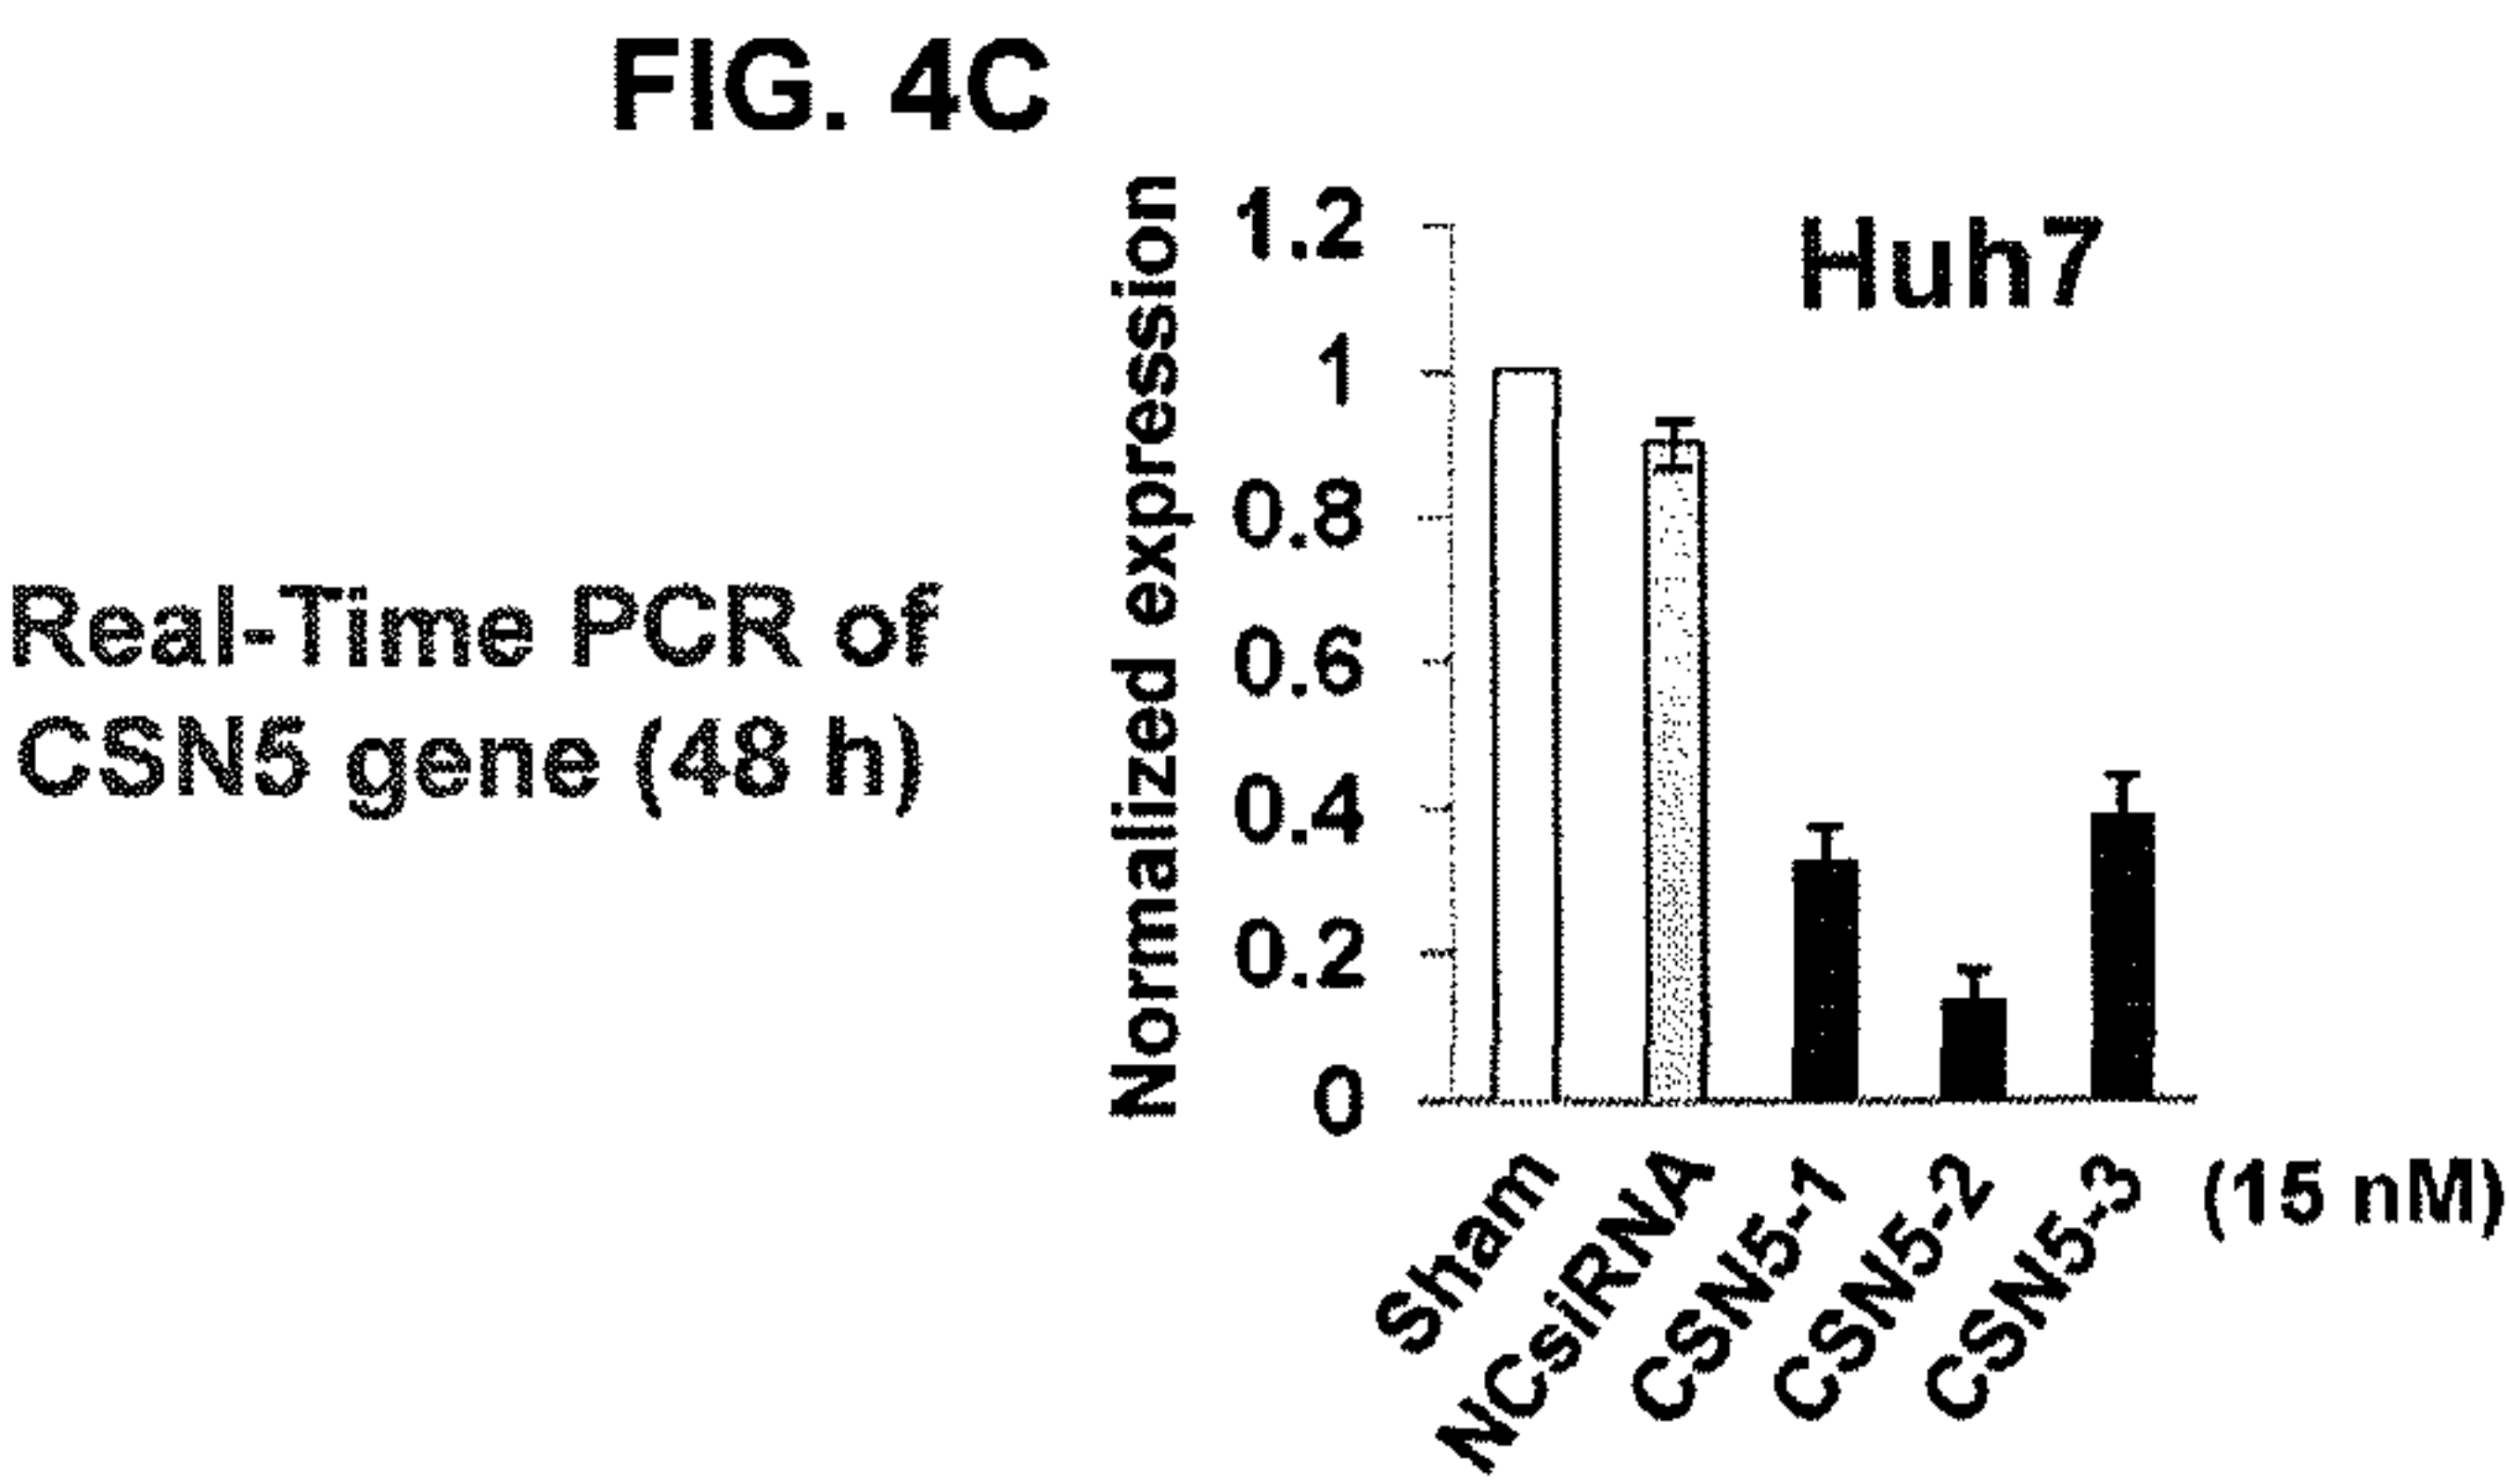 FIG. 4C
Real-Time PCR of
CSN5 gene (48 h)
Normalized expression
1.2
1
0.8
0.6
0.4
0.2
0
Huh7
Sham
NCsiRNA
CSN5-1
CSN5-2
CSN5-3
(15 nM)